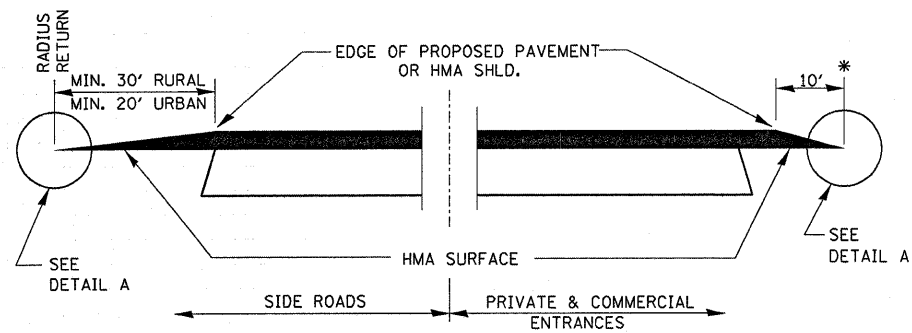 RADIUS
RETURN
MIN. 30' RURAL
MIN. 20' URBAN
EDGE OF PROPOSED PAVEMENT
OR HMA SHLD.
10'
*
SEE
DETAIL A
HMA SURFACE
SEE
DETAIL A
SIDE ROADS
PRIVATE & COMMERCIAL
ENTRANCES